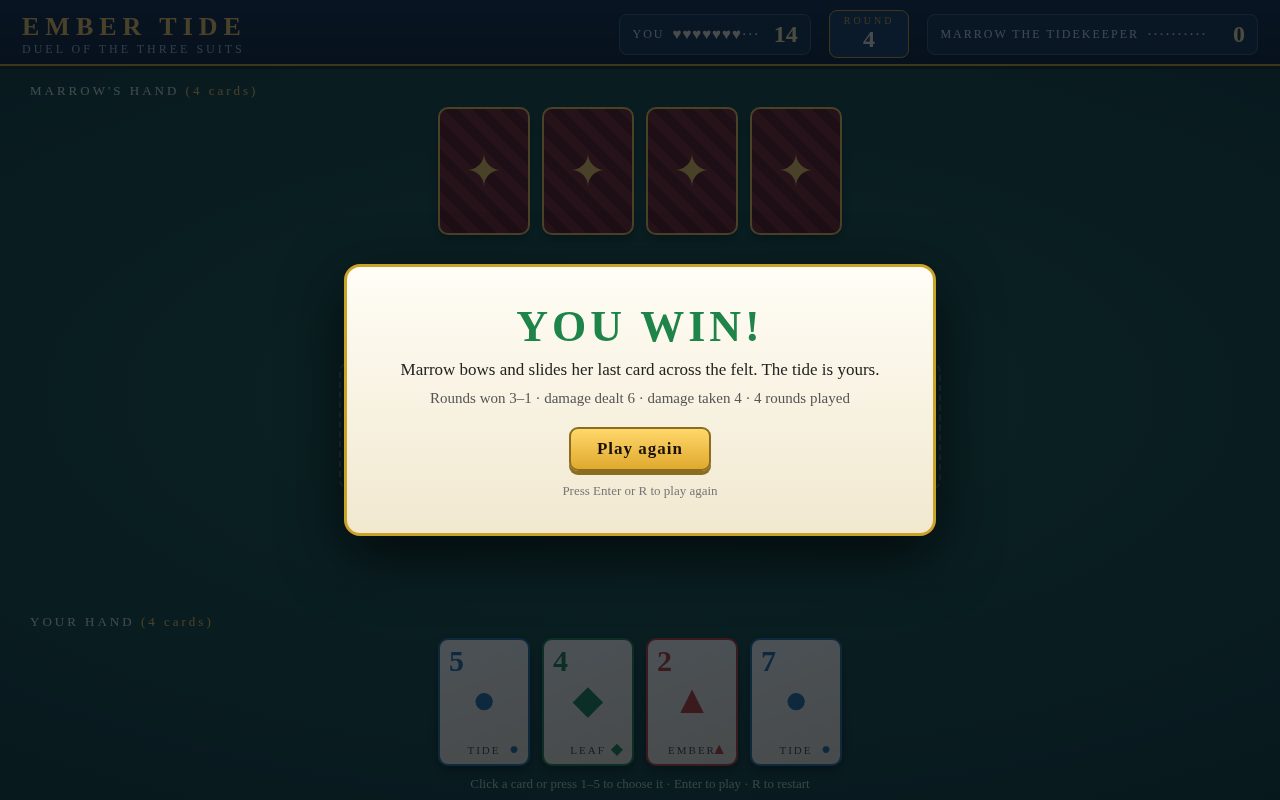 EMBER TIDE
DUEL OF THE THREE SUITS
YOU ♥♥♥♥♥♥♥··· 14
ROUND
4
MARROW THE TIDEKEEPER ·········· 0
MARROW'S HAND (4 cards)
YOU WIN!
Marrow bows and slides her last card across the felt. The tide is yours.
Rounds won 3–1 · damage dealt 6 · damage taken 4 · 4 rounds played
Play again
Press Enter or R to play again
YOUR HAND (4 cards)
5 4 2 7
TIDE LEAF EMBER TIDE
Click a card or press 1–5 to choose it · Enter to play · R to restart